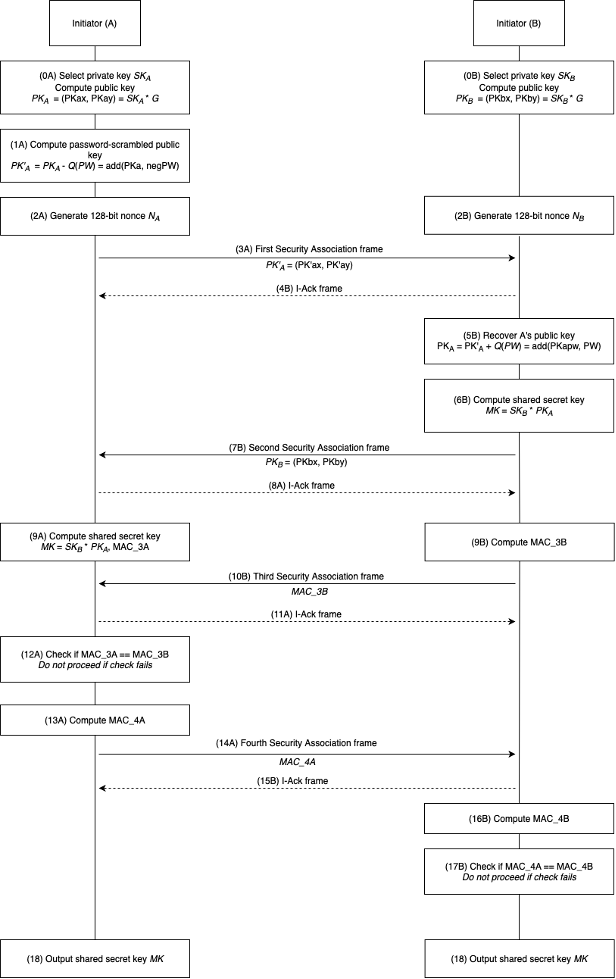 Initiator (A)
Initiator (B)
(0A) Select private key SK_A
Compute public key
PK_A = (PKax, PKay) = SK_A * G
(0B) Select private key SK_B
Compute public key
PK_B = (PKbx, PKby) = SK_B * G
(1A) Compute password-scrambled public
key
PK'_A = PK_A - Q(PW) = add(PKa, negPW)
(2A) Generate 128-bit nonce N_A
(2B) Generate 128-bit nonce N_B
(3A) First Security Association frame
PK'_A = (PK'ax, PK'ay)
(4B) I-Ack frame
(5B) Recover A's public key
PK_A = PK'_A + Q(PW) = add(PKapw, PW)
(6B) Compute shared secret key
MK = SK_B * PK_A
(7B) Second Security Association frame
PK_B = (PKbx, PKby)
(8A) I-Ack frame
(9A) Compute shared secret key
MK = SK_B * PK_A, MAC_3A
(9B) Compute MAC_3B
(10B) Third Security Association frame
MAC_3B
(11A) I-Ack frame
(12A) Check if MAC_3A == MAC_3B
Do not proceed if check fails
(13A) Compute MAC_4A
(14A) Fourth Security Association frame
MAC_4A
(15B) I-Ack frame
(16B) Compute MAC_4B
(17B) Check if MAC_4A == MAC_4B
Do not proceed if check fails
(18) Output shared secret key MK
(18) Output shared secret key MK